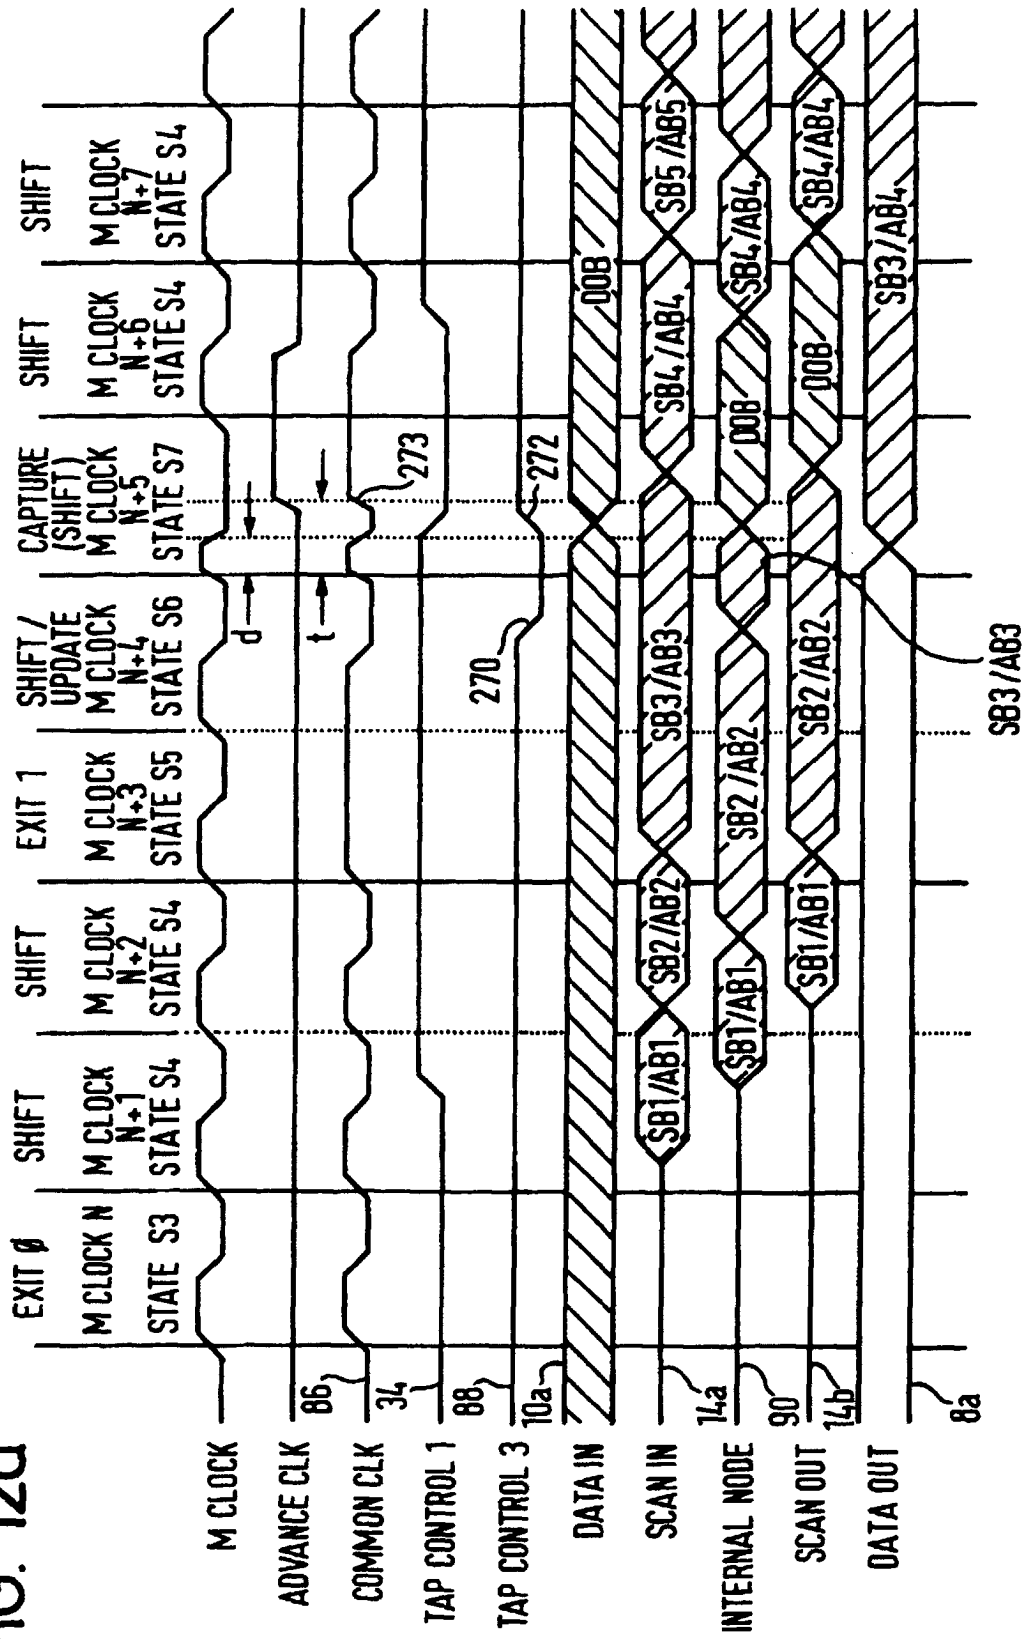 FIG. 12a
EXIT Ø
M CLOCK N
STATE S3
SHIFT
M CLOCK
N+1
STATE S4
SHIFT
M CLOCK
N+2
STATE S4
EXIT 1
M CLOCK
N+3
STATE S5
SHIFT/
UPDATE
M CLOCK
N+4
STATE S6
CAPTURE
(SHIFT)
M CLOCK
N+5
STATE S7
SHIFT
M CLOCK
N+6
STATE S4
SHIFT
M CLOCK
N+7
STATE S4
M CLOCK
d
ADVANCE CLK
86
t
COMMON CLK
34
273
TAP CONTROL 1
88
270
272
TAP CONTROL 3
10a
DATA IN
DOB
SCAN IN
14a
SB1/AB1
SB2/AB2
SB3/AB3
SB4/AB4
SB5/AB5
INTERNAL NODE
90
SB1/AB1
SB2/AB2
DOB
SB4/AB4
SCAN OUT
14b
SB1/AB1
SB2/AB2
DOB
SB4/AB4
DATA OUT
8a
SB3/AB4
SB3/AB3